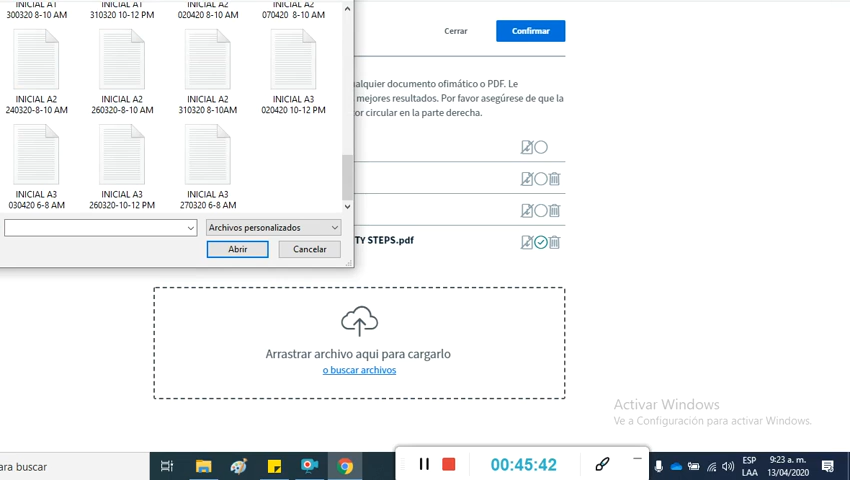 INICIAL A1
300320 8-10 AM
INICIAL A1
310320 10-12 PM
INICIAL A2
020420 8-10 AM
INICIAL A2
070420 8-10 AM
INICIAL A2
240320-8-10 AM
INICIAL A2
260320-8-10 AM
INICIAL A2
310320 8-10AM
INICIAL A3
020420 10-12 PM
INICIAL A3
030420 6-8 AM
INICIAL A3
260320-10-12 PM
INICIAL A3
270320 6-8 AM
Archivos personalizados
Abrir
Cancelar
Cerrar
Confirmar
ualquier documento ofimático o PDF. Le
mejores resultados. Por favor asegúrese de que la
tor circular en la parte derecha.
TY STEPS.pdf
Arrastrar archivo aqui para cargarlo
o buscar archivos
Activar Windows
Ve a Configuración para activar Windows.
ara buscar
00:45:42
ESP
LAA
9:23 a. m.
13/04/2020